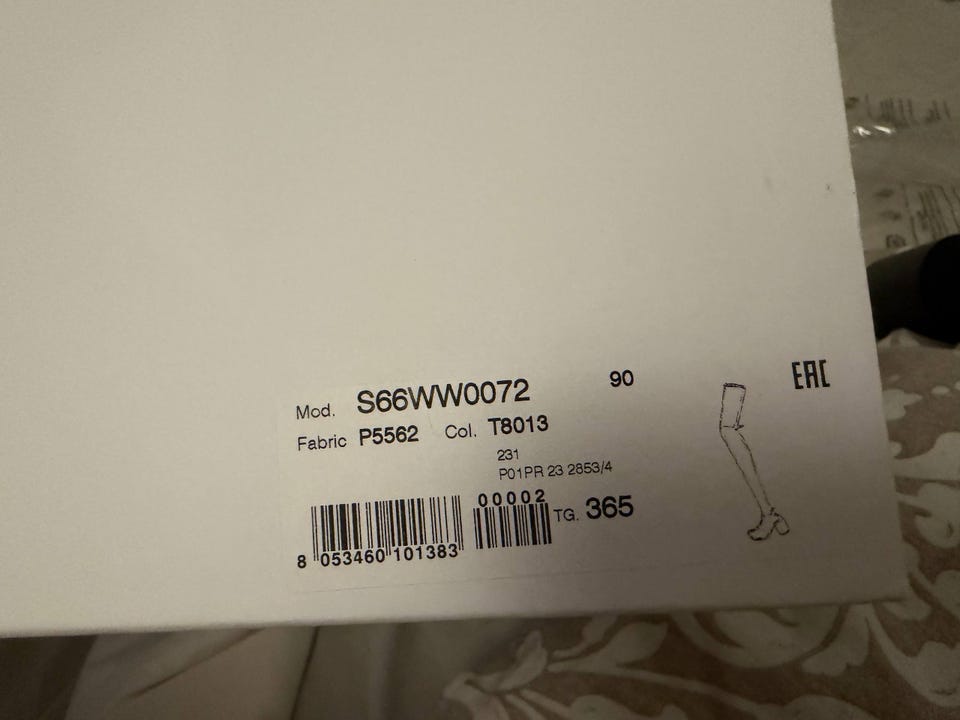 Mod. S66WW0072 90
EAC
Fabric P5562 Col. T8013
231
P01PR 23 2853/4
00002
TG. 365
8 053460 101383